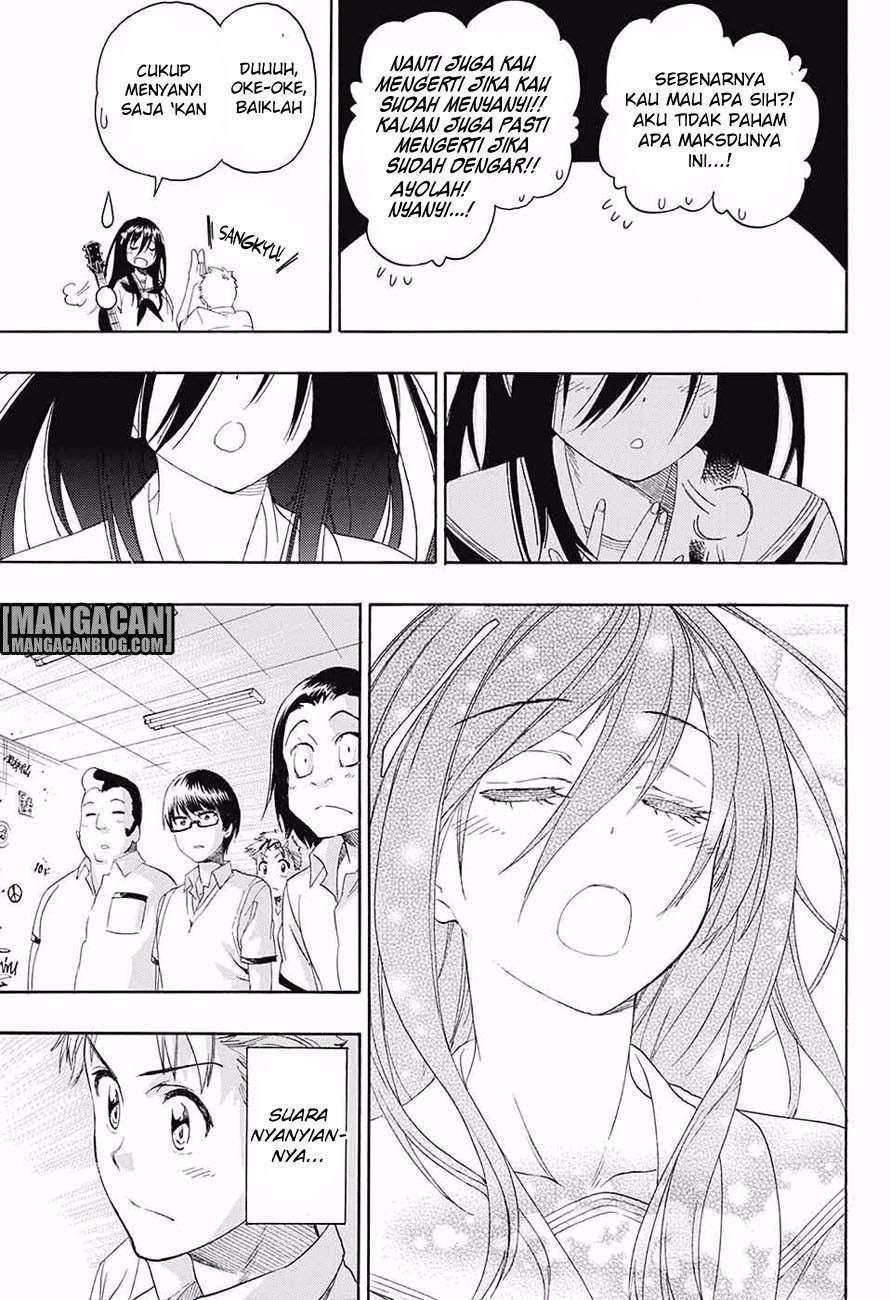 SEBENARNYA
KAU MAU APA SIH?!
AKU TIDAK PAHAM
APA MAKSDUNYA
INI...!
NANTI JUGA KAU
MENGERTI JIKA KAU
SUDAH MENYANYI!!
KALIAN JUGA PASTI
MENGERTI JIKA
SUDAH DENGAR!!
AYOLAH!
NYANYI...!
DUUUH,
OKE-OKE,
BAIKLAH
CUKUP
MENYANYI
SAJA 'KAN
SANGKYU!
[MANGACAN]
MANGACANBLOG.COM
SUARA
NYANYIAN-
NYA...